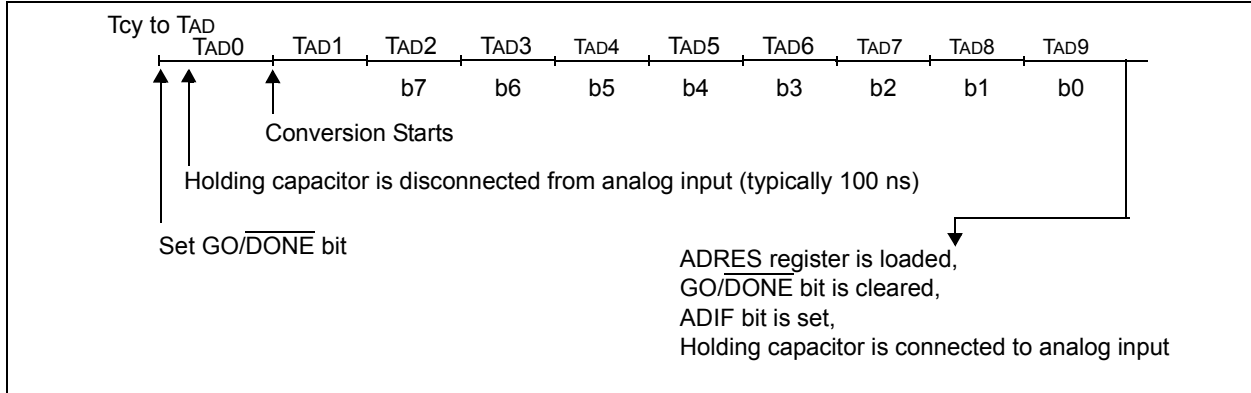 Tcy to TAD
TAD0 TAD1 TAD2 TAD3 TAD4 TAD5 TAD6 TAD7 TAD8 TAD9
b7 b6 b5 b4 b3 b2 b1 b0
Conversion Starts
Holding capacitor is disconnected from analog input (typically 100 ns)
Set GO/DONE bit
ADRES register is loaded,
GO/DONE bit is cleared,
ADIF bit is set,
Holding capacitor is connected to analog input